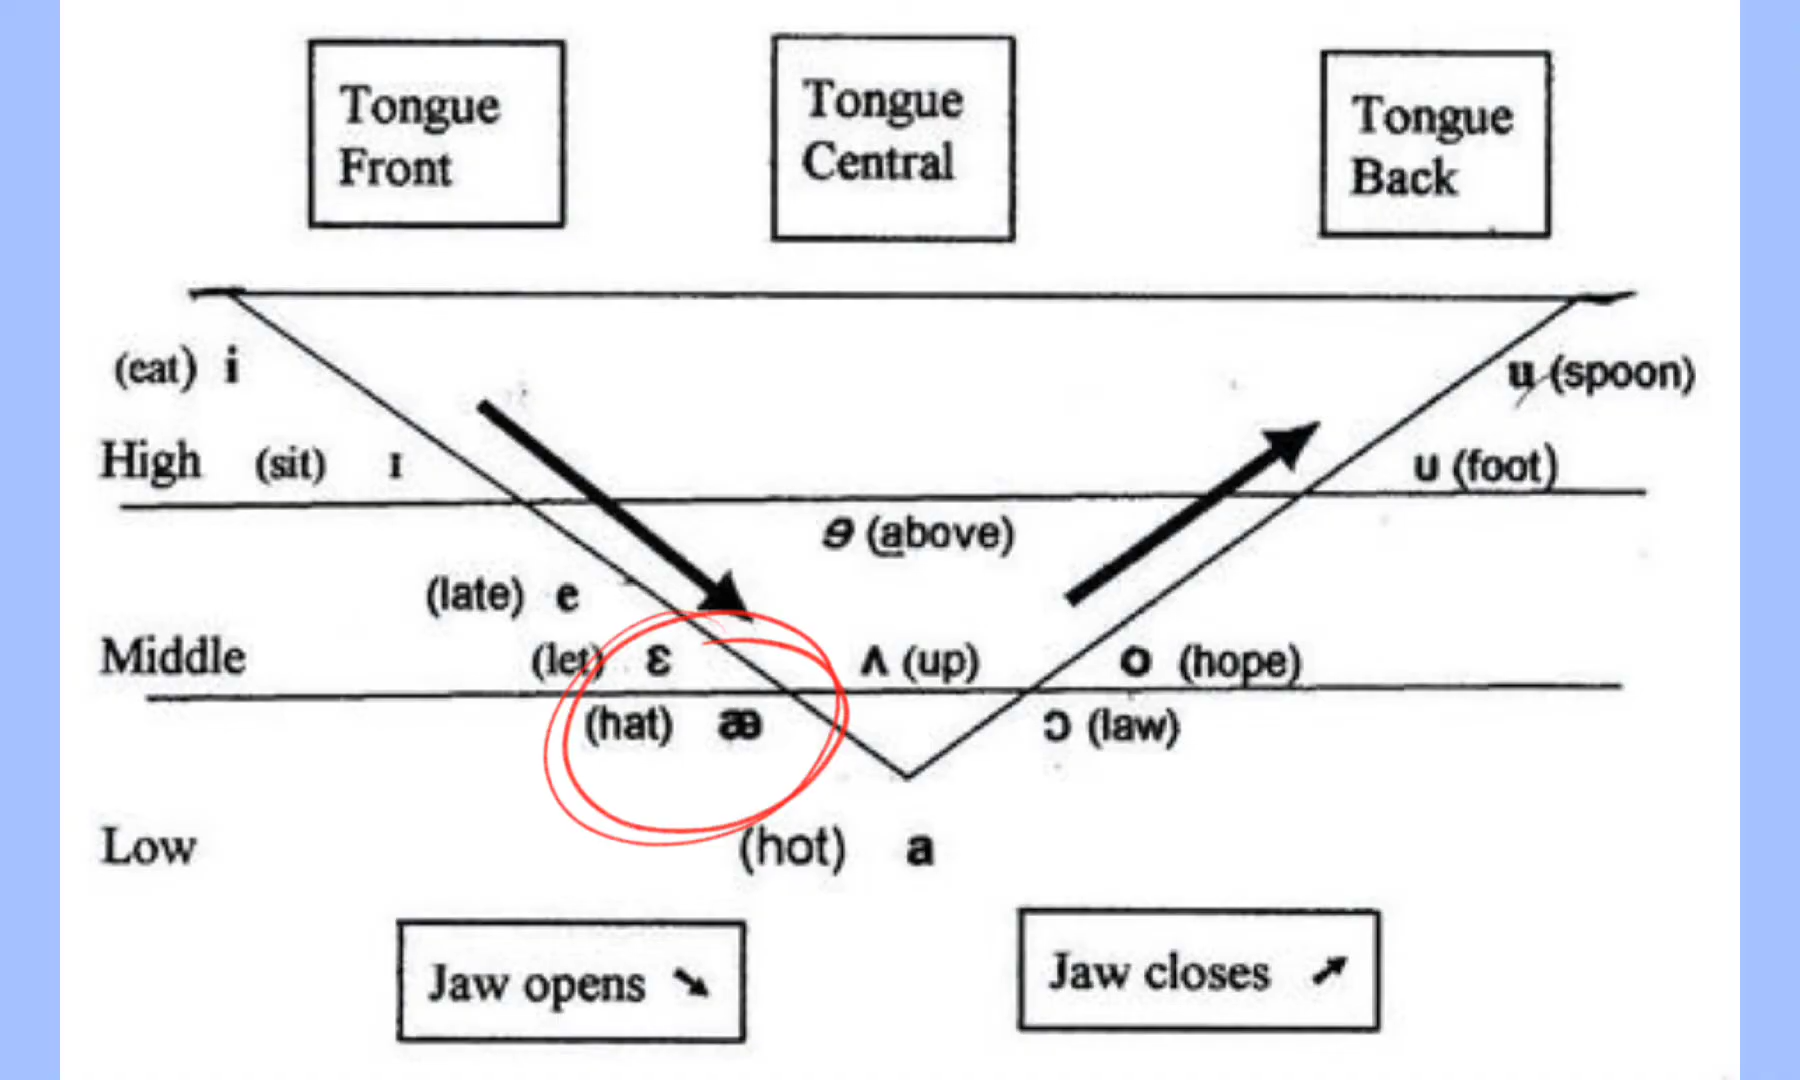 Tongue
Front
Tongue
Central
Tongue
Back
(eat) i
u (spoon)
High (sit) ɪ
ʊ (foot)
ɘ (above)
(late) e
Middle (let) ɛ
ʌ (up)
o (hope)
(hat) æ
ɔ (law)
Low
(hot) a
Jaw opens ↘
Jaw closes ↗